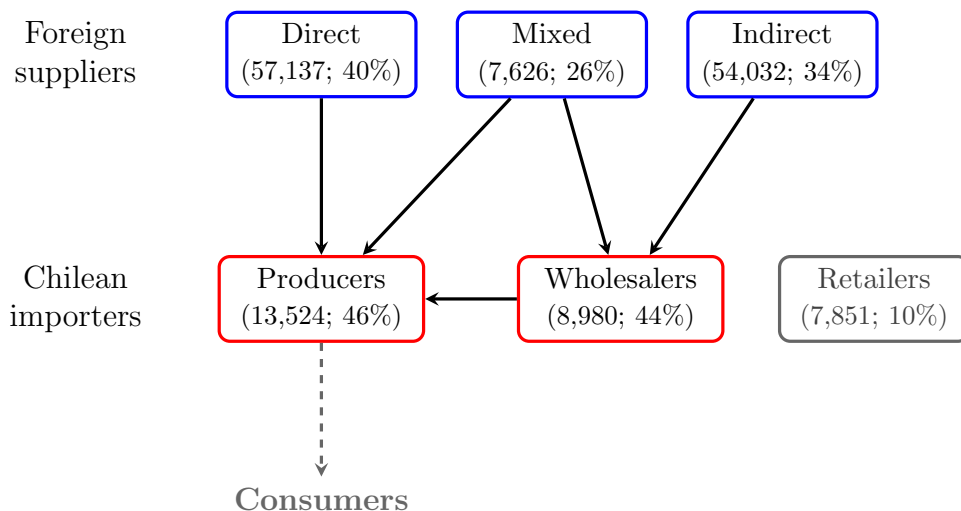 Foreign
suppliers
Direct
(57,137; 40%)
Mixed
(7,626; 26%)
Indirect
(54,032; 34%)
Chilean
importers
Producers
(13,524; 46%)
Wholesalers
(8,980; 44%)
Retailers
(7,851; 10%)
Consumers